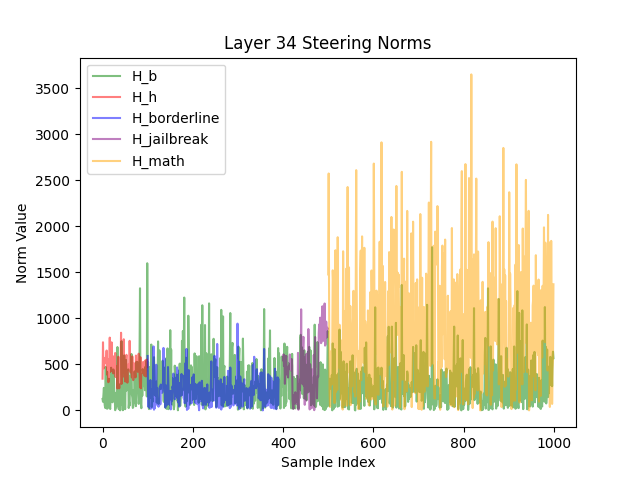 Layer 34 Steering Norms
H_b
H_h
H_borderline
H_jailbreak
H_math
Norm Value
3500
3000
2500
2000
1500
1000
500
0
0
200
400
600
800
1000
Sample Index